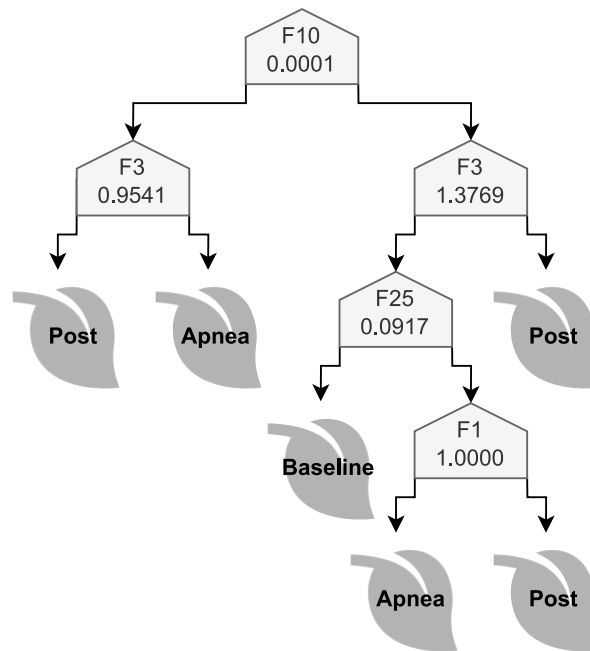 F10
0.0001
F3
0.9541
F3
1.3769
Post
Apnea
F25
0.0917
Post
Baseline
F1
1.0000
Apnea
Post